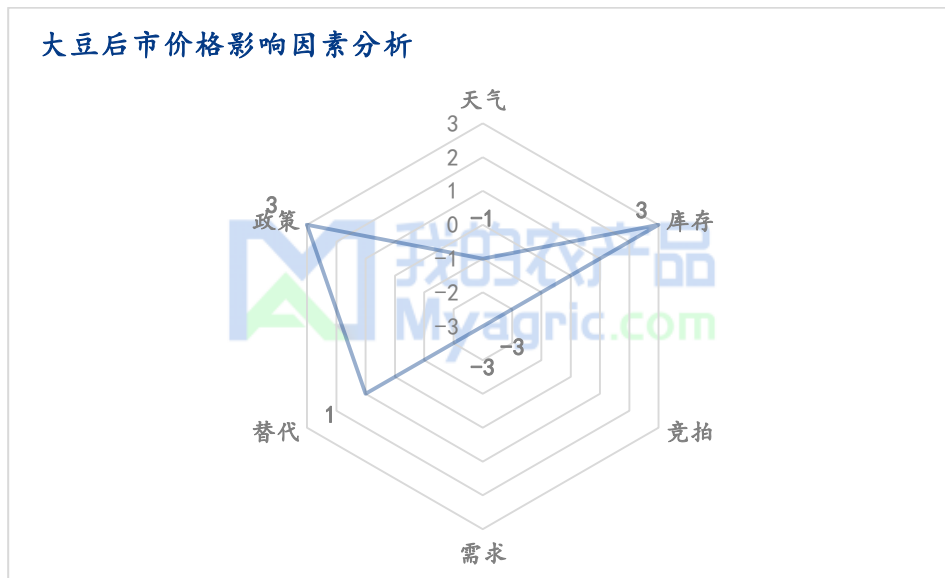 大豆后市价格影响因素分析
天气
3
2
1
0
-1
-2
-3
-1
3
库存
3
政策
我的农产品
Myagric.com
-3
-3
1
替代
竞拍
需求